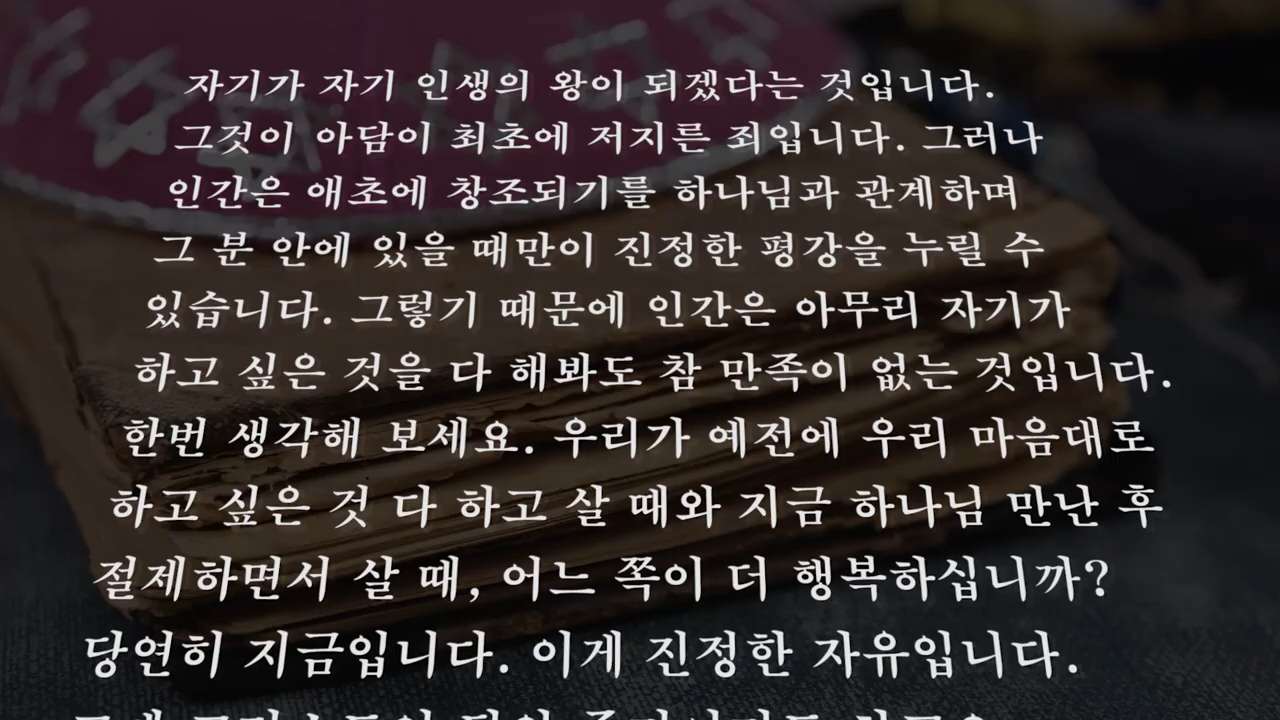 자기가 자기 인생의 왕이 되겠다는 것입니다.
그것이 아담이 최초에 저지른 죄입니다. 그러나
인간은 애초에 창조되기를 하나님과 관계하며
그 분 안에 있을 때만이 진정한 평강을 누릴 수
있습니다. 그렇기 때문에 인간은 아무리 자기가
하고 싶은 것을 다 해봐도 참 만족이 없는 것입니다.
한번 생각해 보세요. 우리가 예전에 우리 마음대로
하고 싶은 것 다 하고 살 때와 지금 하나님 만난 후
절제하면서 살 때, 어느 쪽이 더 행복하십니까?
당연히 지금입니다. 이게 진정한 자유입니다.